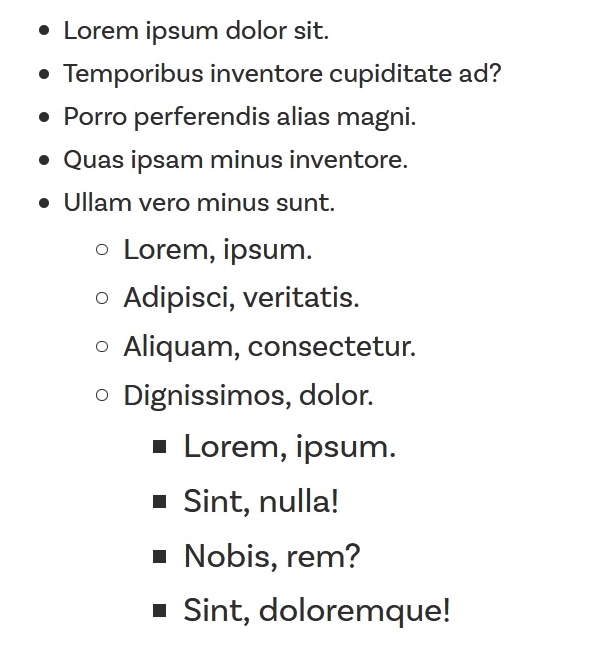 Lorem ipsum dolor sit.
Temporibus inventore cupiditate ad?
Porro perferendis alias magni.
Quas ipsam minus inventore.
Ullam vero minus sunt.
Lorem, ipsum.
Adipisci, veritatis.
Aliquam, consectetur.
Dignissimos, dolor.
Lorem, ipsum.
Sint, nulla!
Nobis, rem?
Sint, doloremque!